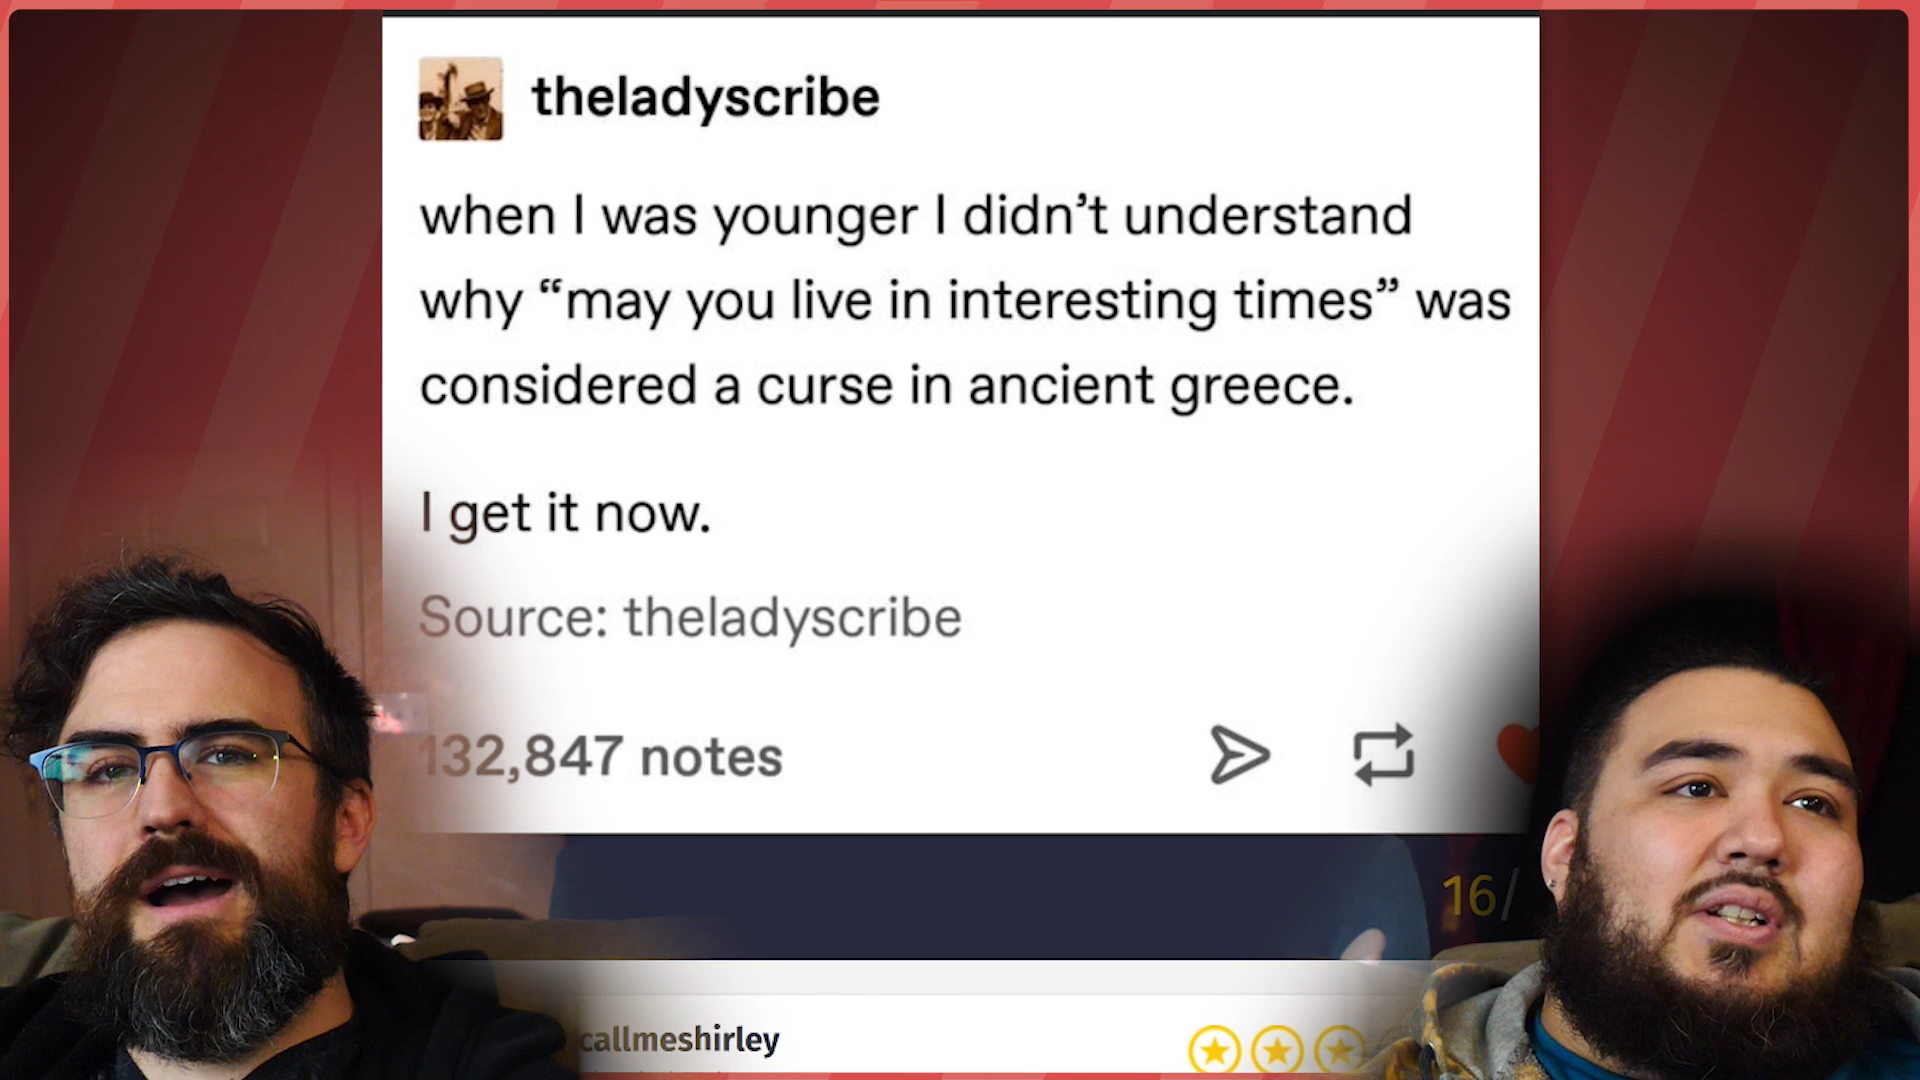 theladyscribe
when I was younger I didn’t understand
why “may you live in interesting times” was
considered a curse in ancient greece.
I get it now.
Source: theladyscribe
132,847 notes
16/
callmeshirley